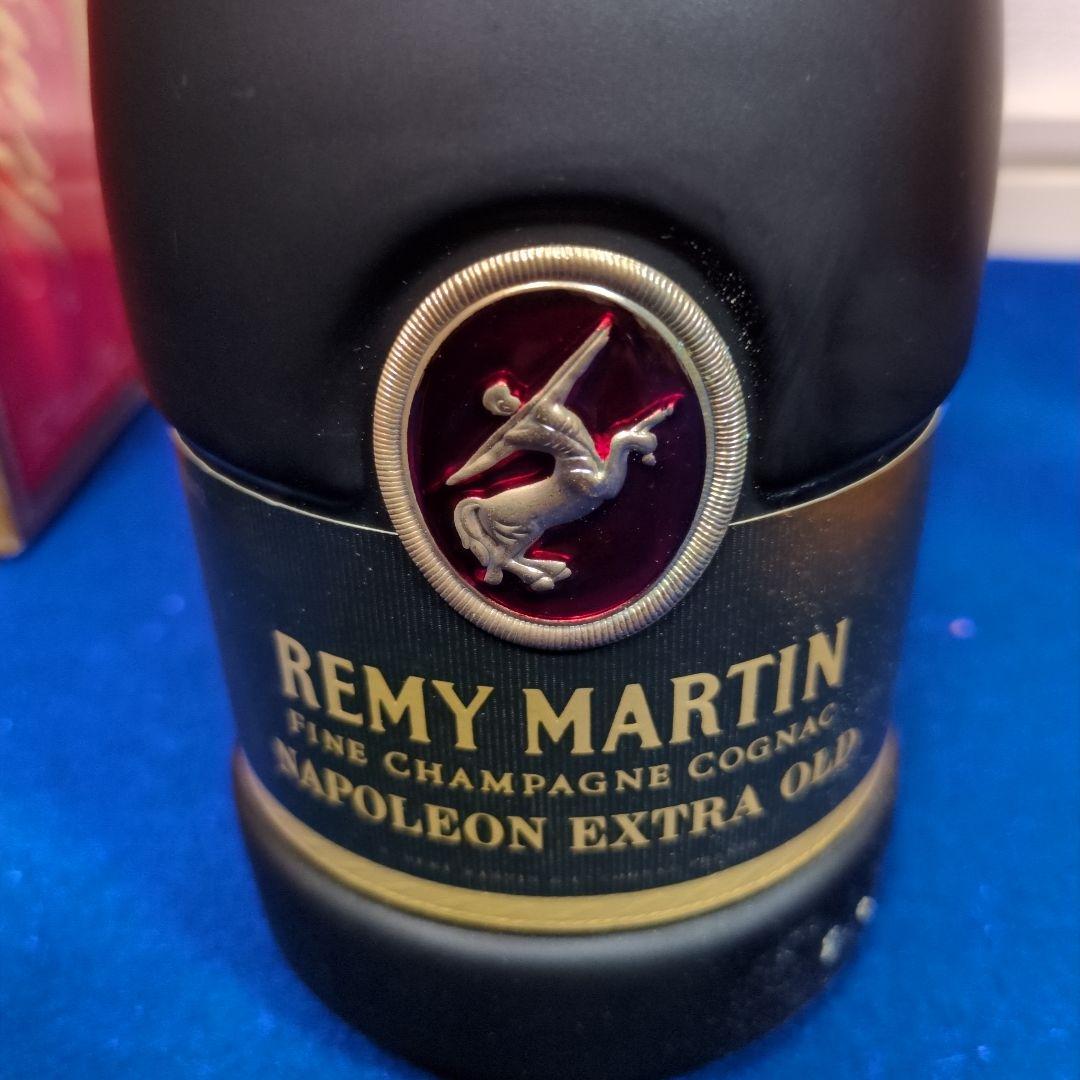 REMY MARTIN
FINE CHAMPAGNE COGNAC
NAPOLEON EXTRA OLD